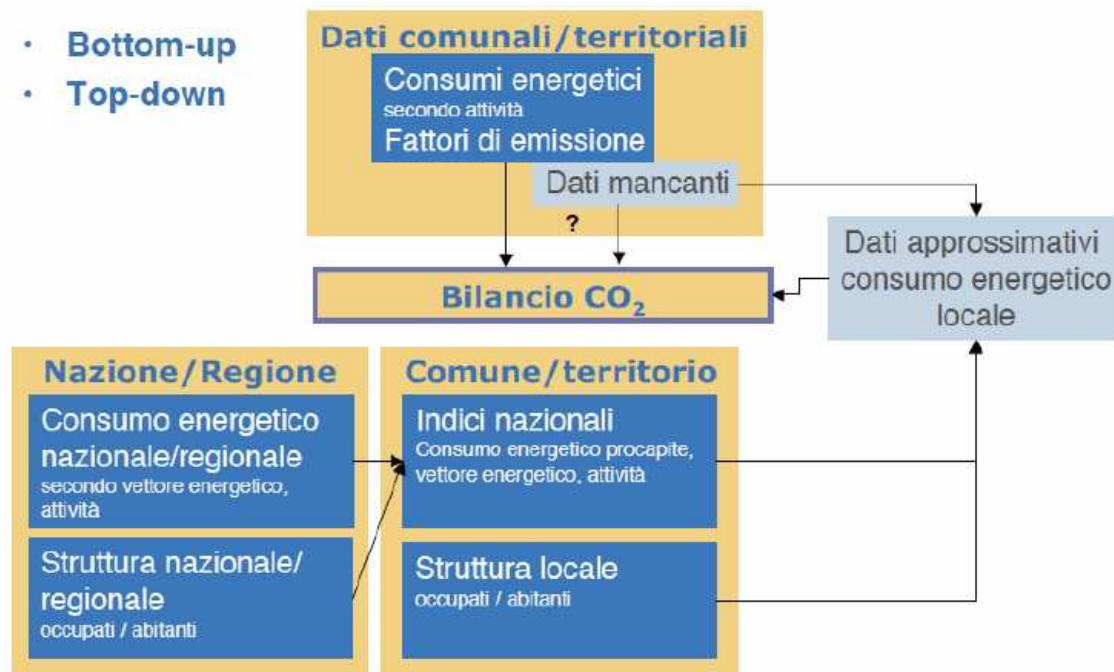 • Bottom-up
• Top-down
Dati comunali/territoriali
Consumi energetici
secondo attività
Fattori di emissione
Dati mancanti
?
Bilancio CO₂
Dati approssimativi
consumo energetico
locale
Nazione/Regione
Consumo energetico
nazionale/regionale
secondo vettore energetico,
attività
Struttura nazionale/
regionale
occupati / abitanti
Comune/territorio
Indici nazionali
Consumo energetico procapite,
vettore energetico, attività
Struttura locale
occupati / abitanti